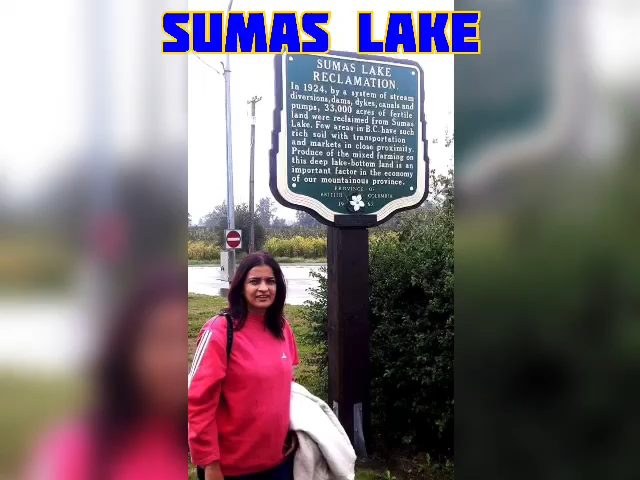 SUMAS LAKE
SUMAS LAKE
RECLAMATION.
In 1924, by a system of stream
diversions, dams, dykes, canals and
pumps, 33,000 acres of fertile
land were reclaimed from Sumas
Lake. Few areas in B.C. have such
rich soil with transportation
and markets in close proximity.
Produce of the mixed farming on
this deep lake-bottom land is an
important factor in the economy
of our mountainous province.
PROVINCE OF
BRITISH COLUMBIA